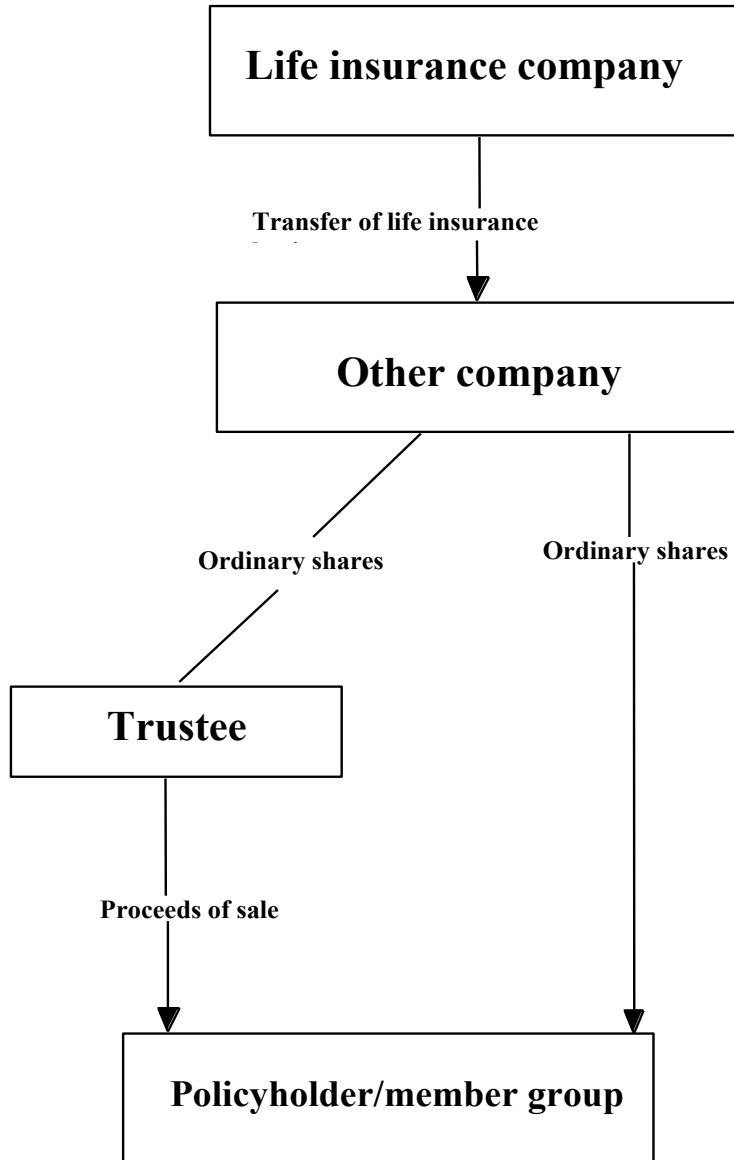 Life insurance company
Transfer of life insurance
Other company
Ordinary shares
Ordinary shares
Trustee
Proceeds of sale
Policyholder/member group